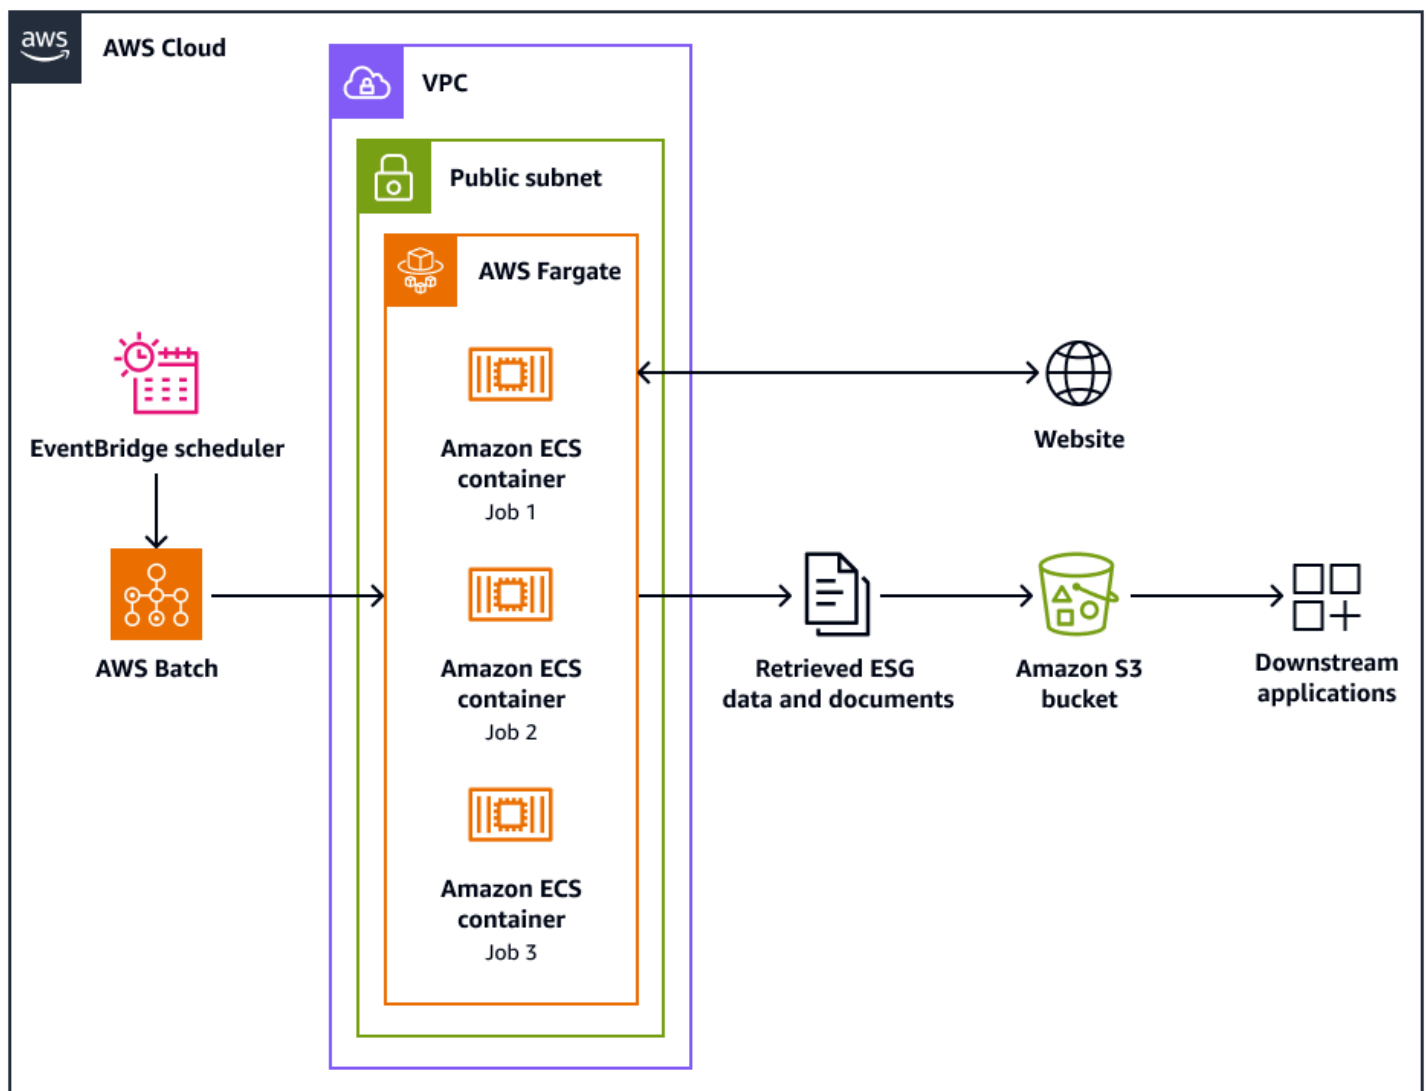 aws
AWS Cloud
VPC
Public subnet
AWS Fargate
EventBridge scheduler
AWS Batch
Amazon ECS
container
Job 1
Amazon ECS
container
Job 2
Amazon ECS
container
Job 3
Website
Retrieved ESG
data and documents
Amazon S3
bucket
Downstream
applications